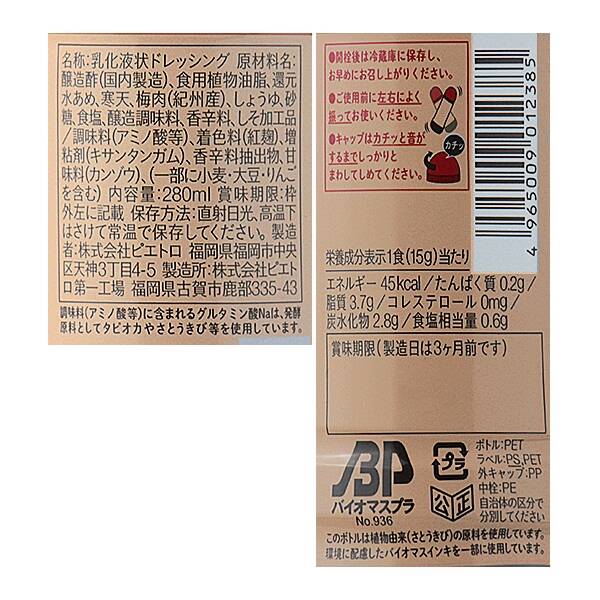 名称:乳化液状ドレッシング 原材料名:
醸造酢(国内製造)、食用植物油脂、還元
水あめ、寒天、梅肉(紀州産)、しょうゆ、砂
糖、食塩、醸造調味料、香辛料、しそ加工品
/調味料(アミノ酸等)、着色料(紅麹)、増
粘剤(キサンタンガム)、香辛料抽出物、甘
味料(カンゾウ)、(一部に小麦・大豆・りんご
を含む) 内容量:280ml 賞味期限:枠
外左に記載 保存方法:直射日光、高温下
はさけて常温で保存してください。製造
者:株式会社ピエトロ 福岡県福岡市中央
区天神3丁目4-5 製造所:株式会社ピエト
ロ第一工場 福岡県古賀市鹿部335-43
調味料(アミノ酸等)に含まれるグルタミン酸Naは、発酵
原料としてタピオカやさとうきび等を使用しています。
●開栓後は冷蔵庫に保存し、
お早めにお召し上がりください。
●ご使用前に左右によく
振ってお使いください。
●キャップはカチッと音が
するまでしっかりと
まわしてしめてください。
カチッ
4 965009 012385
栄養成分表示1食(15g)当たり
エネルギー 45kcal/たんぱく質 0.2g/
脂質 3.7g/コレステロール 0mg/
炭水化物 2.8g/食塩相当量 0.6g
賞味期限(製造日は3ヶ月前です)
BP
バイオマスプラ
No.936
プラ
公正
ボトル:PET
ラベル:PS,PET
外キャップ:PP
中栓:PE
自治体の区分で
分別してください。
このボトルは植物由来(さとうきび)の原料を使用しています。
環境に配慮したバイオマスインキを一部に使用しています。